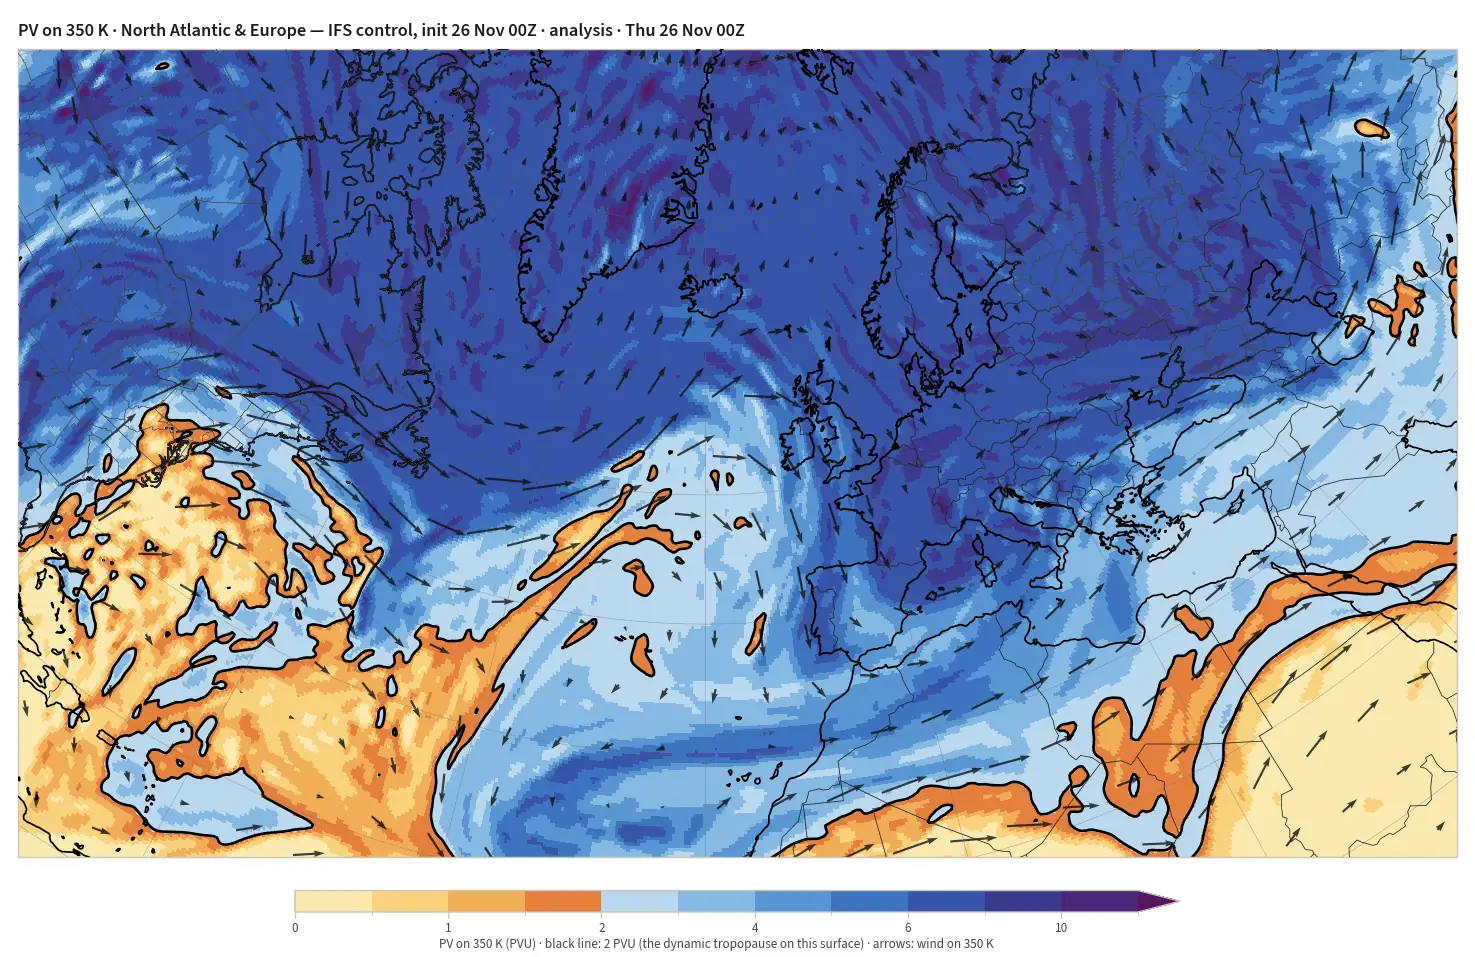 PV on 350 K · North Atlantic & Europe — IFS control, init 26 Nov 00Z · analysis · Thu 26 Nov 00Z
0 1 2 4 6 10
PV on 350 K (PVU) · black line: 2 PVU (the dynamic tropopause on this surface) · arrows: wind on 350 K